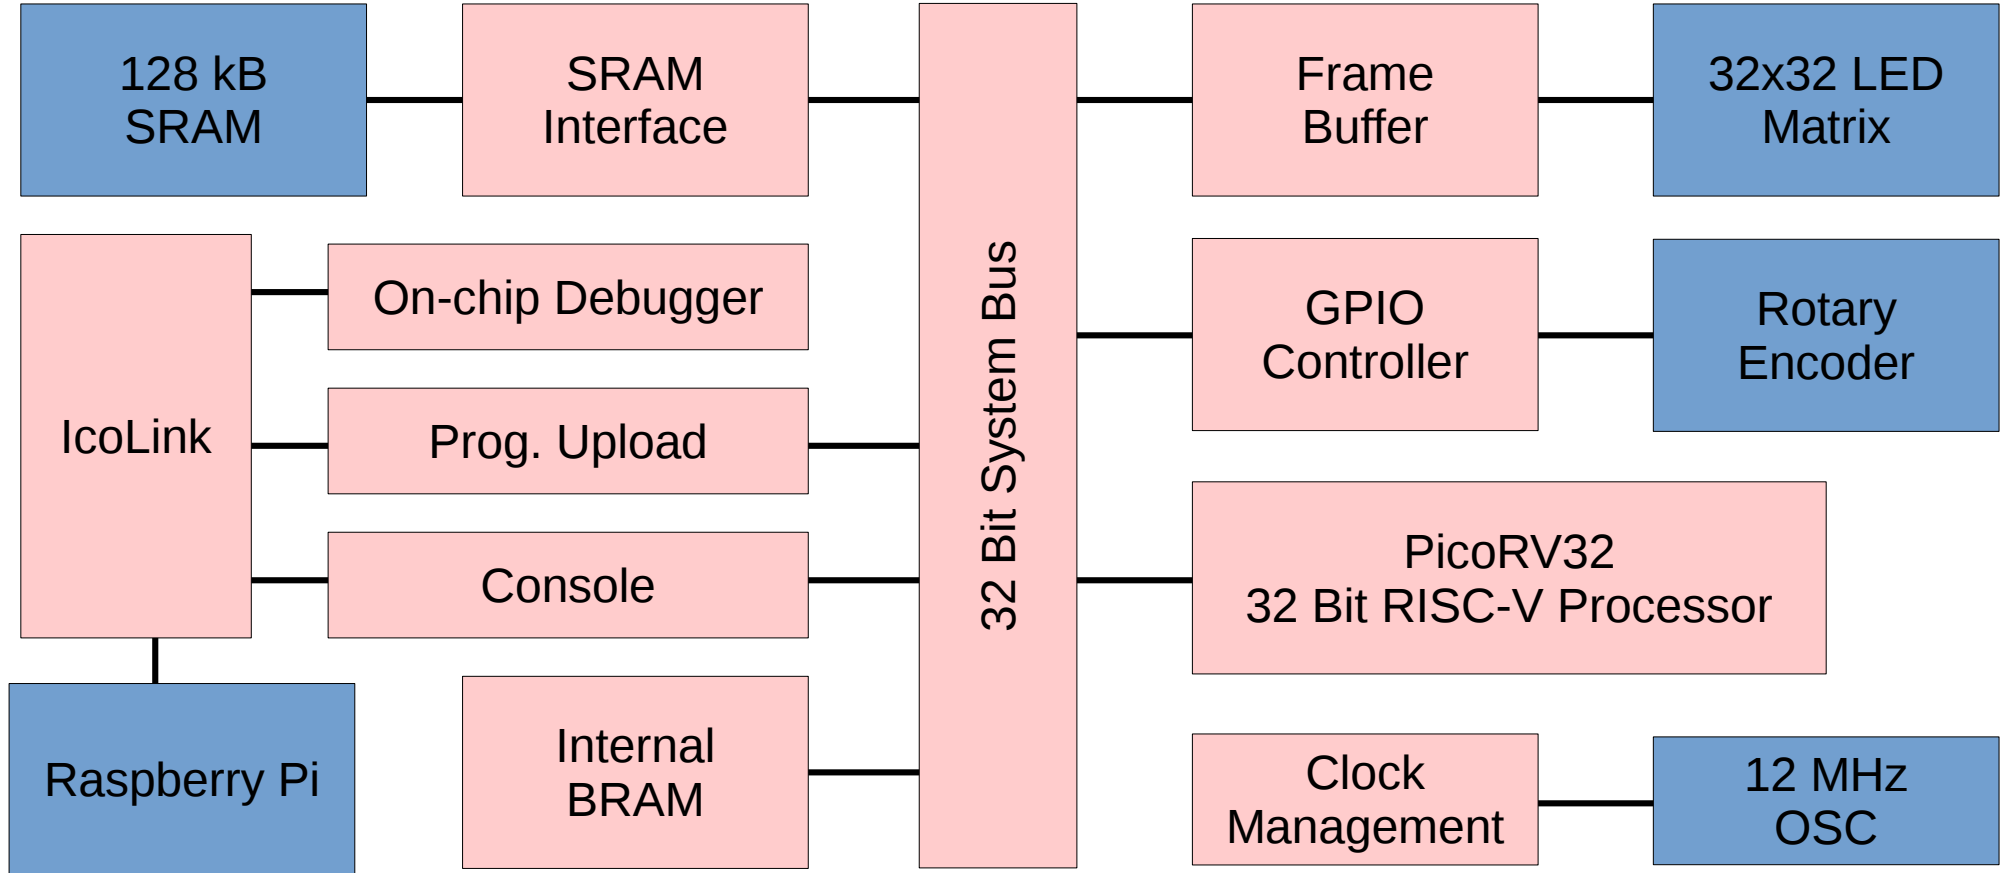 128 kB
SRAM
SRAM
Interface
Frame
Buffer
32x32 LED
Matrix
IcoLink
On-chip Debugger
Prog. Upload
Console
32 Bit System Bus
GPIO
Controller
Rotary
Encoder
PicoRV32
32 Bit RISC-V Processor
Raspberry Pi
Internal
BRAM
Clock
Management
12 MHz
OSC